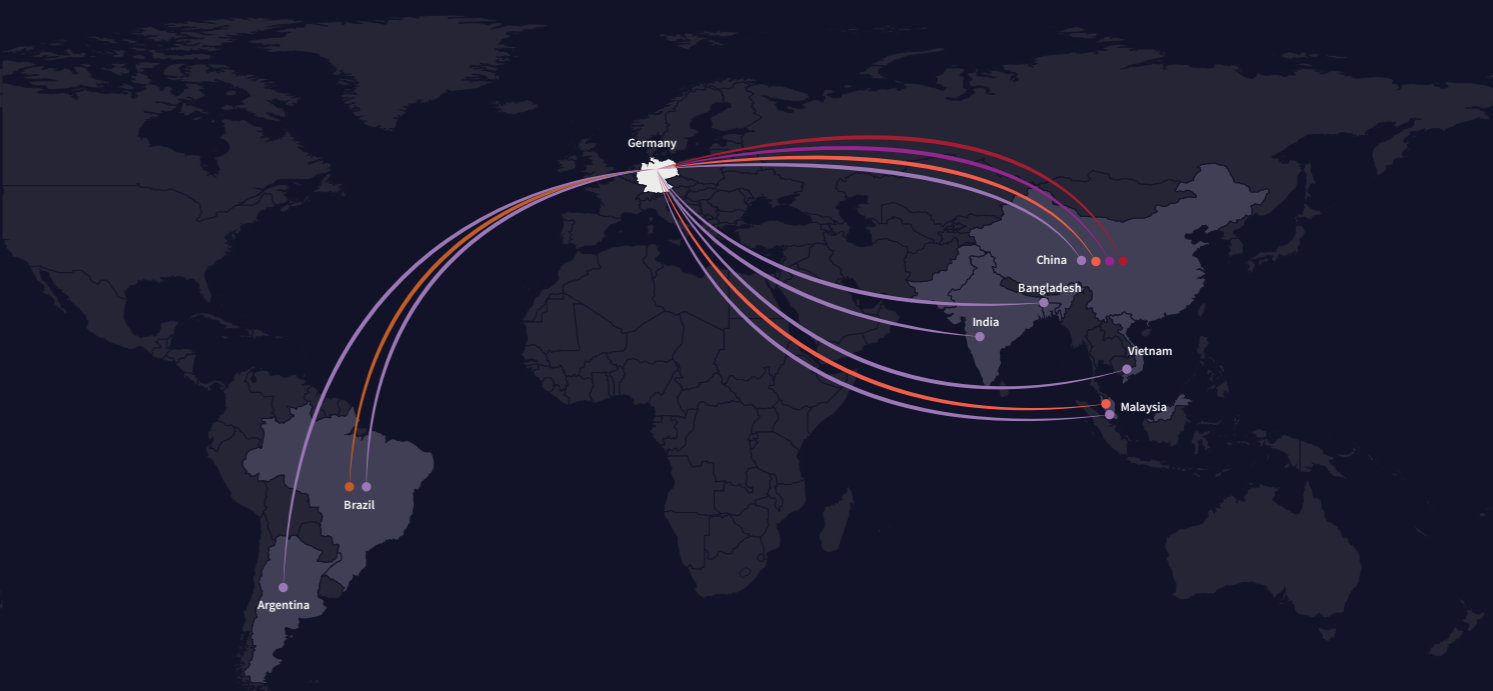 Germany
China
Bangladesh
India
Vietnam
Malaysia
Brazil
Argentina